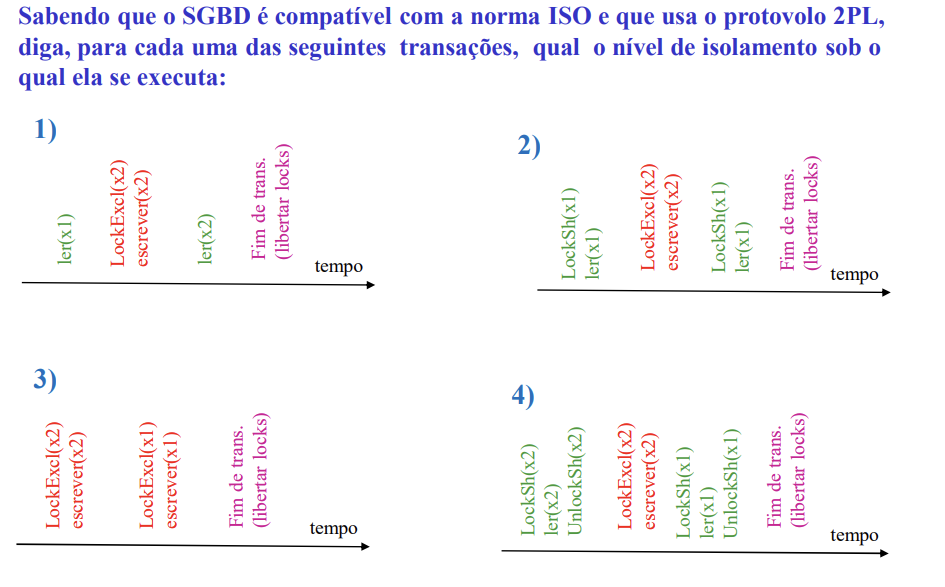 Sabendo que o SGBD é compatível com a norma ISO e que usa o protovolo 2PL,
diga, para cada uma das seguintes transações, qual o nível de isolamento sob o
qual ela se executa:
1)
ler(x1)
LockExcl(x2)
escrever(x2)
ler(x2)
Fim de trans.
(libertar locks)
tempo
2)
LockSh(x1)
ler(x1)
LockExcl(x2)
escrever(x2)
LockSh(x1)
ler(x1)
Fim de trans.
(libertar locks)
tempo
3)
LockExcl(x2)
escrever(x2)
LockExcl(x1)
escrever(x1)
Fim de trans.
(libertar locks)
tempo
4)
LockSh(x2)
ler(x2)
UnlockSh(x2)
LockExcl(x2)
escrever(x2)
LockSh(x1)
ler(x1)
UnlockSh(x1)
Fim de trans.
(libertar locks)
tempo